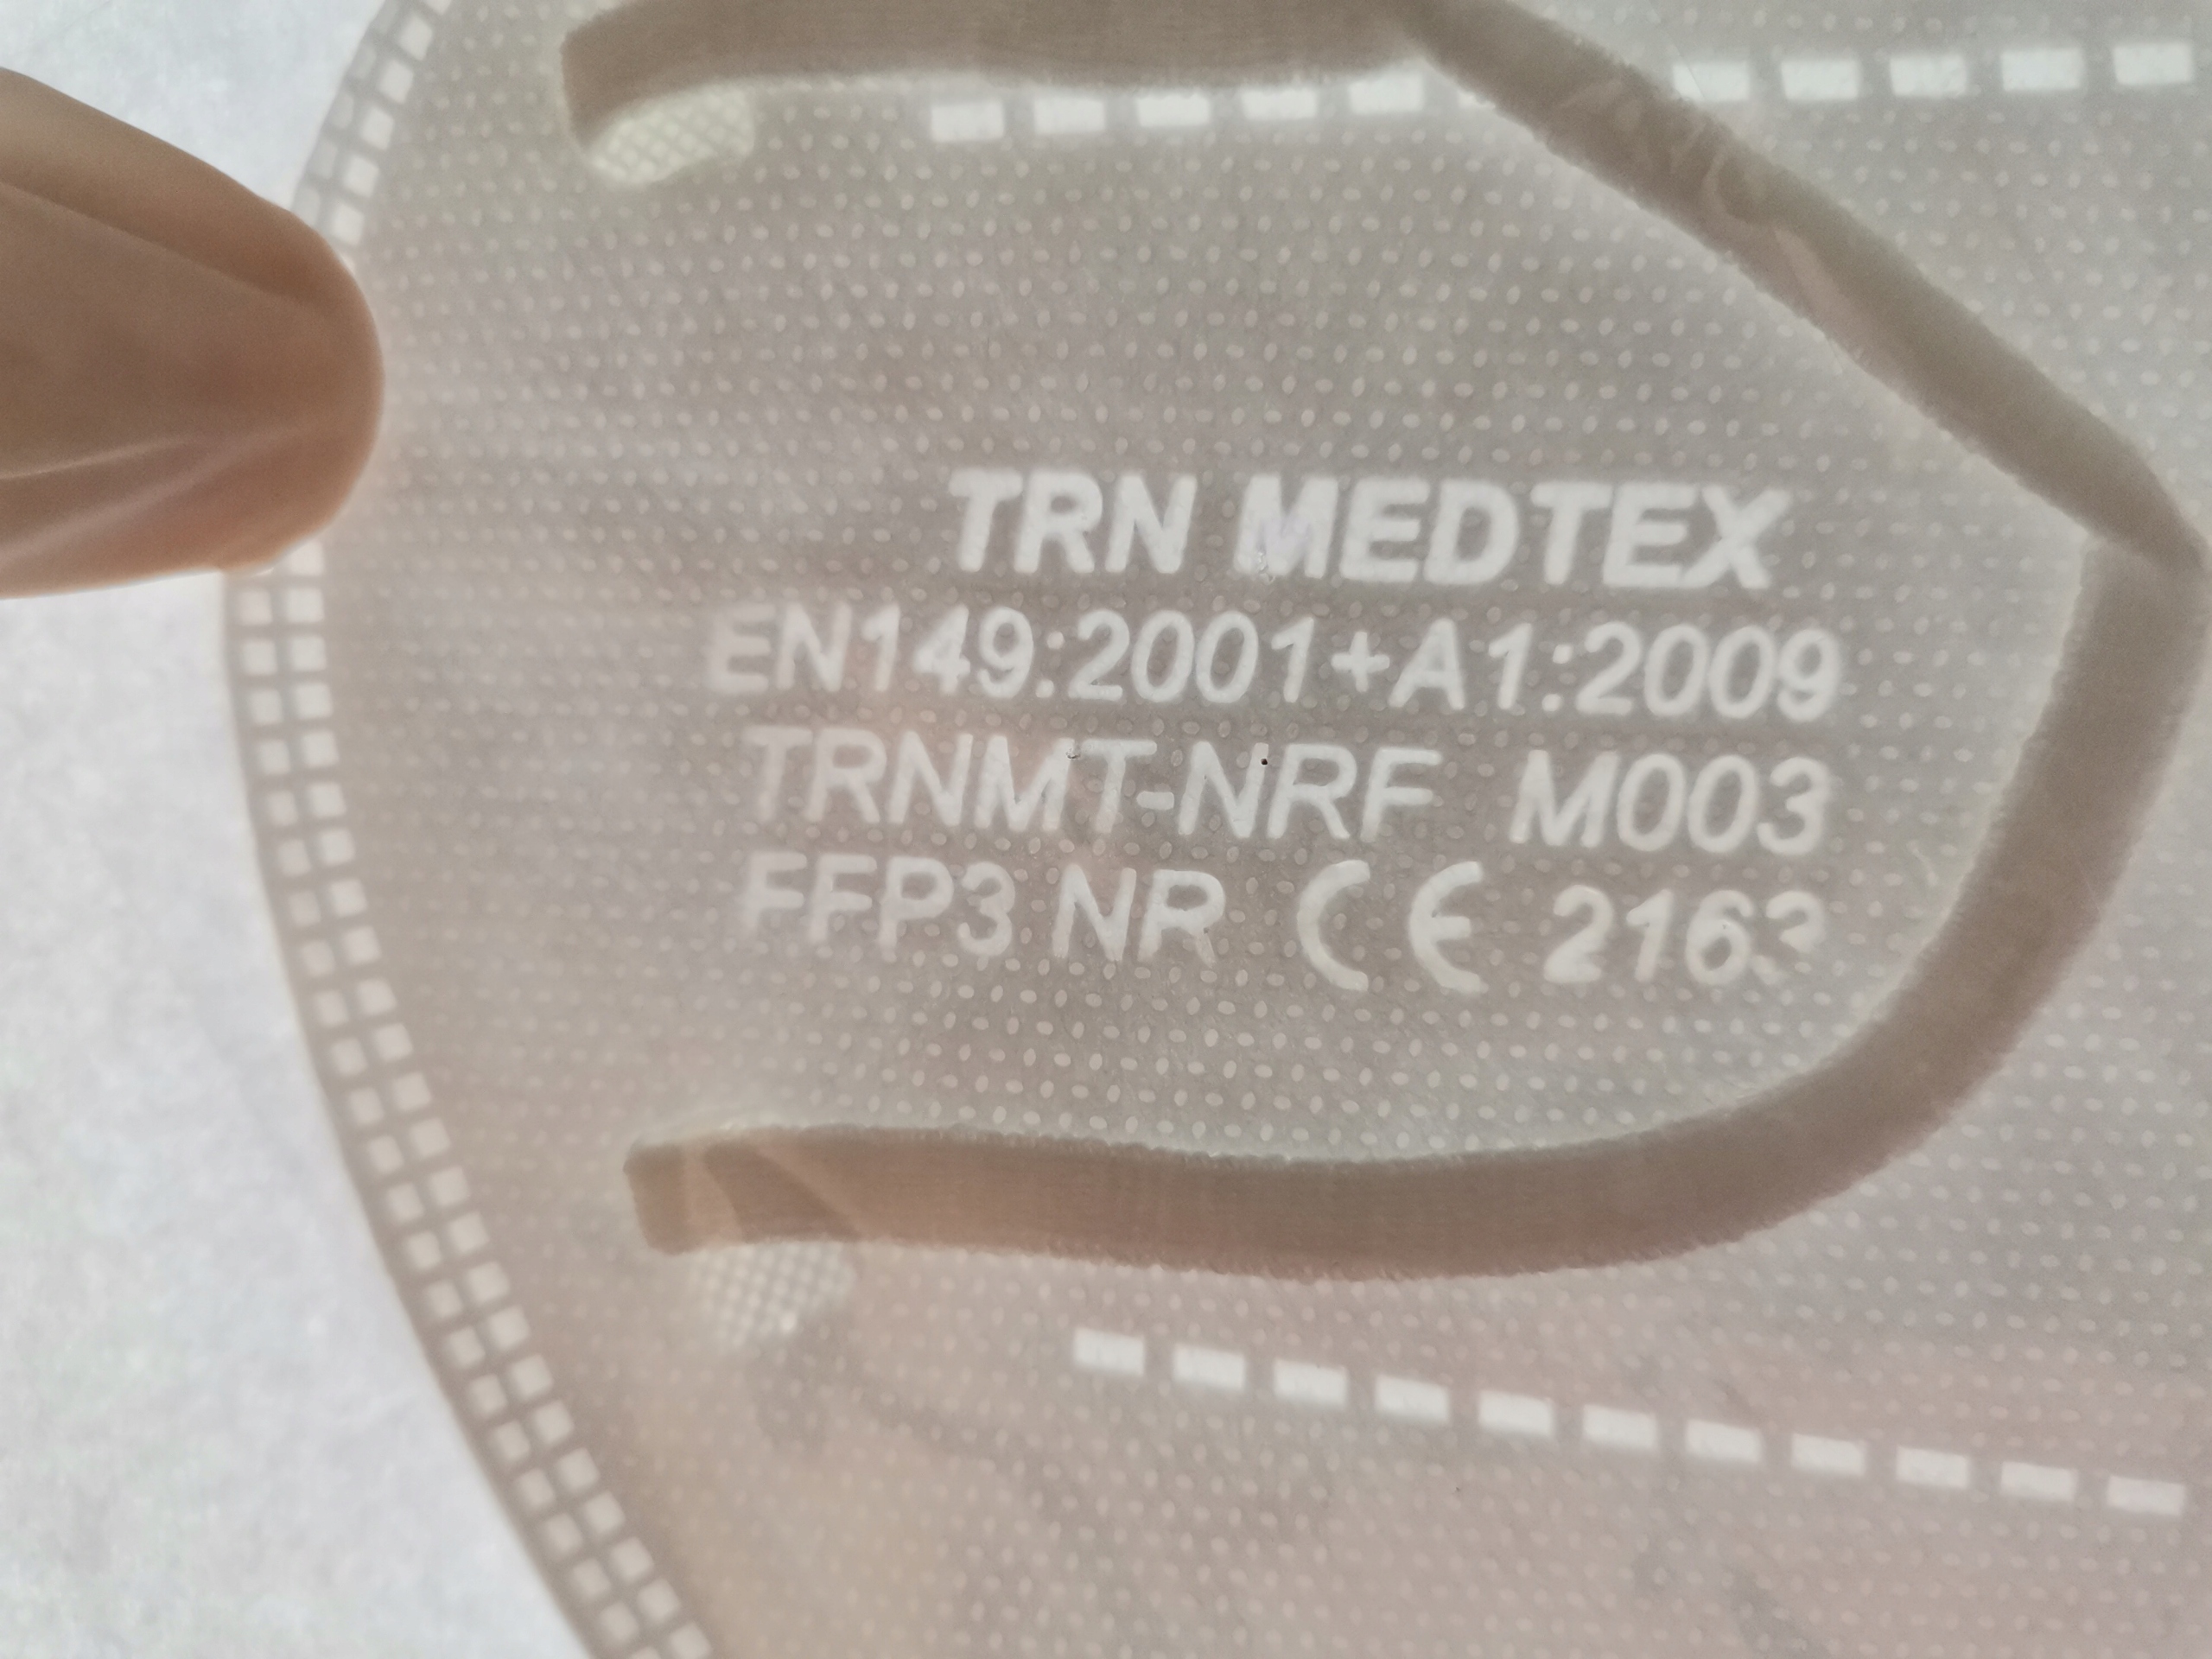 TRN MEDTEX
EN149:2001+A1:2009
TRNMT-NRF M003
FFP3 NR CE 2163